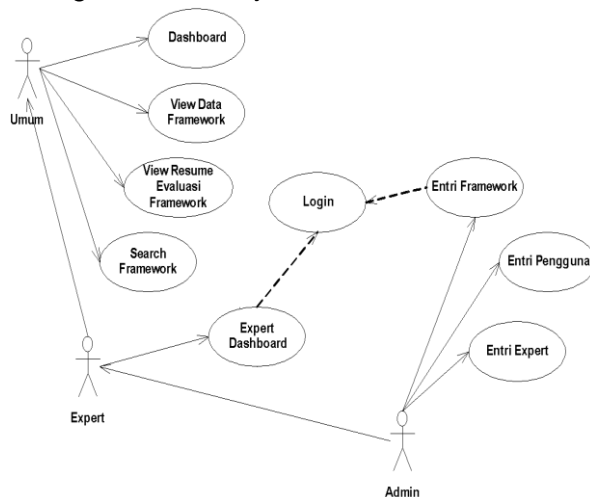 Dashboard
Umum
View Data
Framework
View Resume
Evaluasi
Framework
Login
Entri Framework
Search
Framework
Entri Pengguna
Expert
Dashboard
Entri Expert
Expert
Admin